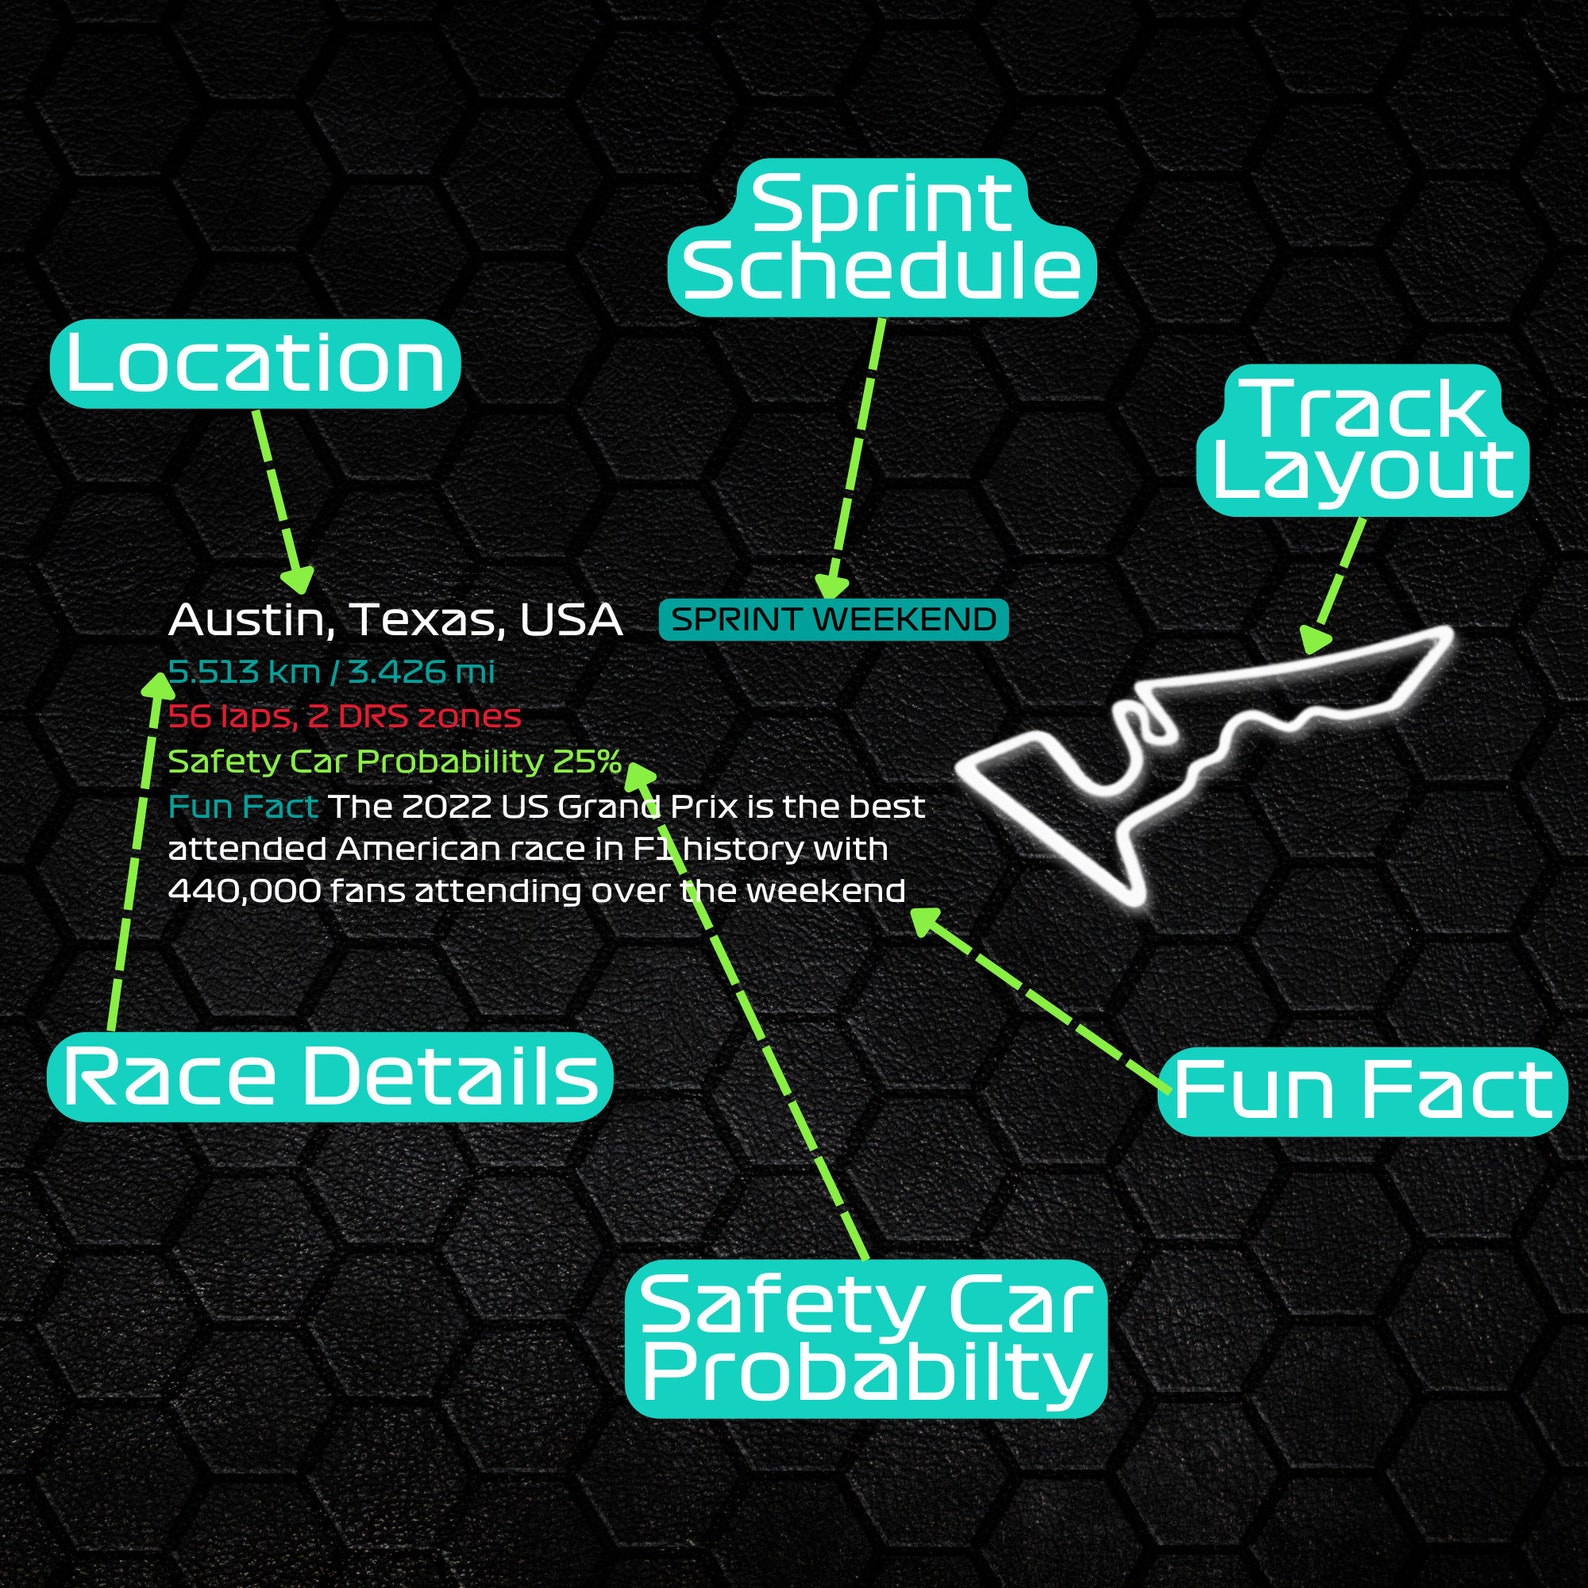 Sprint
Schedule
Location
Track
Layout
Austin, Texas, USA
SPRINT WEEKEND
5.513 km / 3.426 mi
56 laps, 2 DRS zones
Safety Car Probability 25%
Fun Fact The 2022 US Grand Prix is the best
attended American race in F1 history with
440,000 fans attending over the weekend
Race Details
Fun Fact
Safety Car
Probabilty